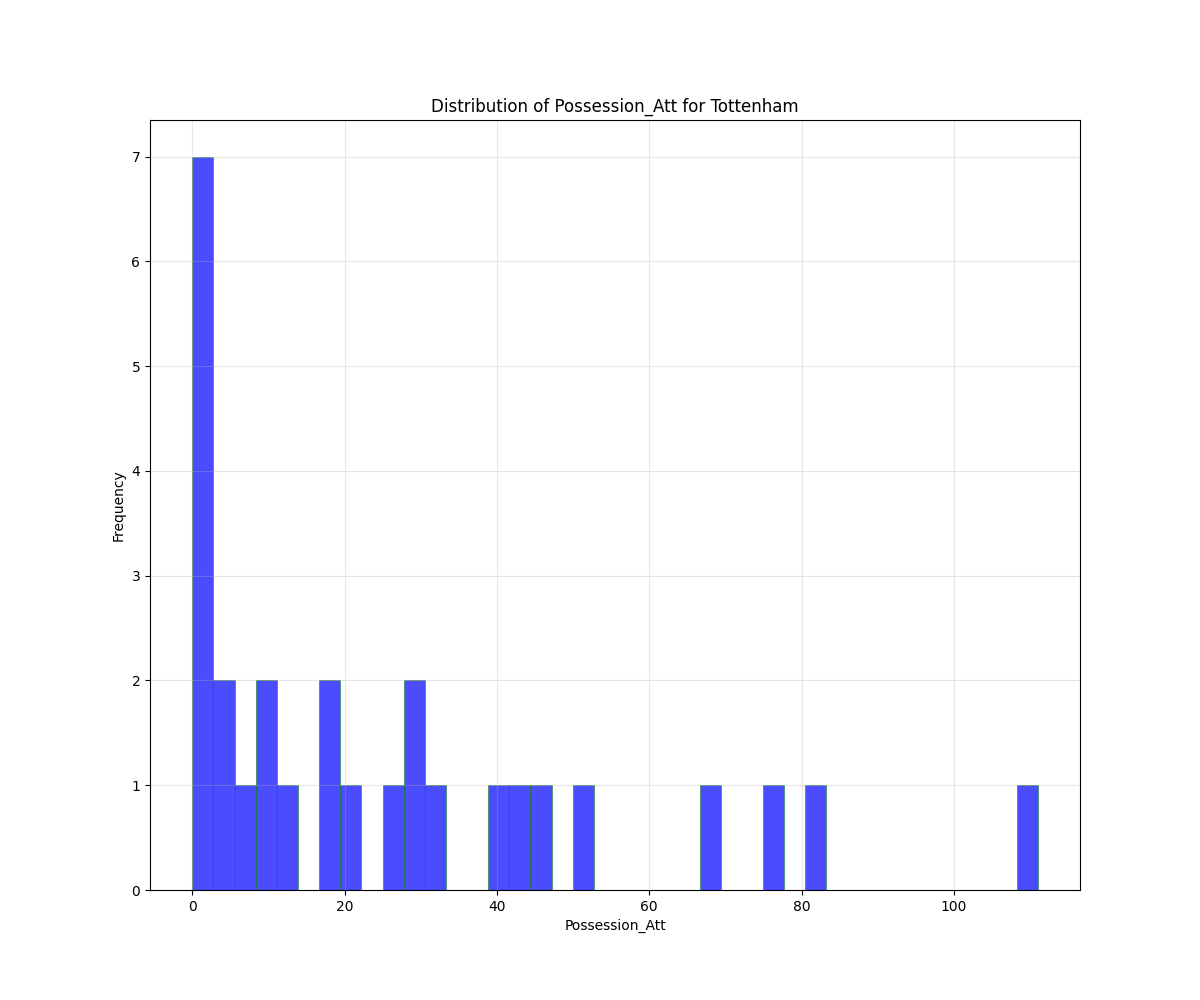 Distribution of Possession_Att for Tottenham
7
6
5
4
3
2
1
0
Frequency
0 20 40 60 80 100
Possession_Att